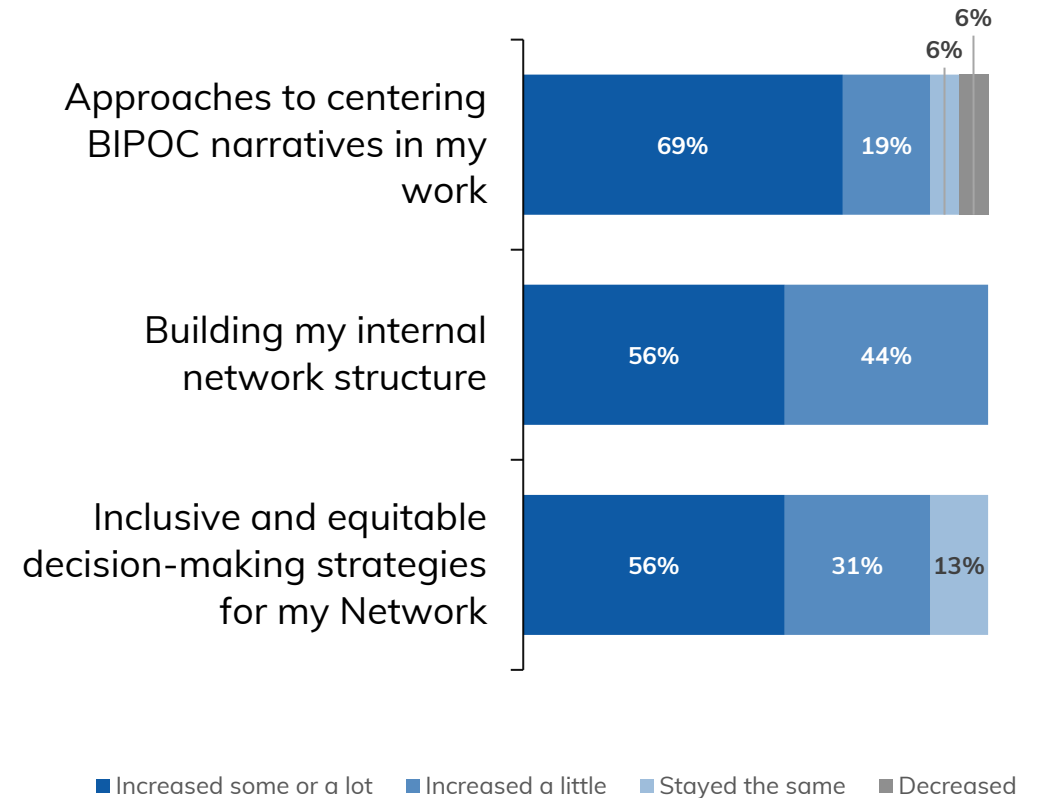 6%
6%
Approaches to centering
BIPOC narratives in my
work
69%
19%
Building my internal
network structure
56%
44%
Inclusive and equitable
decision-making strategies
for my Network
56%
31%
13%
Increased some or a lot
Increased a little
Stayed the same
Decreased